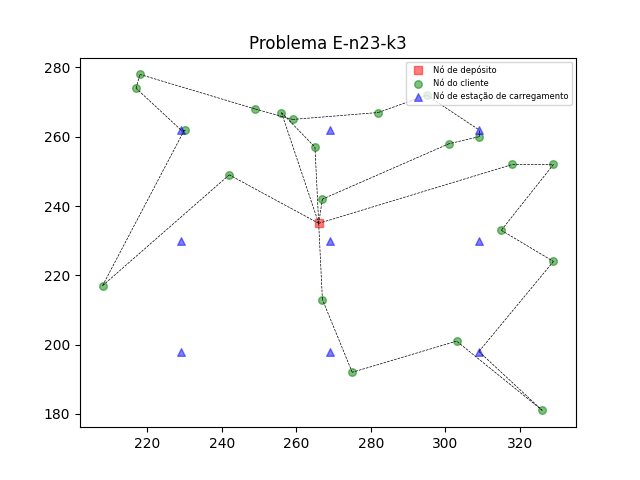 Problema E-n23-k3
Nó de depósito
Nó do cliente
Nó de estação de carregamento
280
260
240
220
200
180
220 240 260 280 300 320